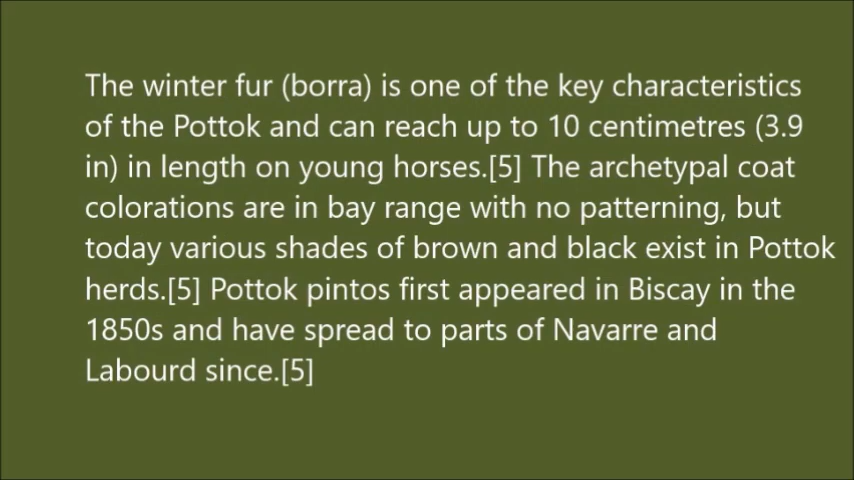 The winter fur (borra) is one of the key characteristics
of the Pottok and can reach up to 10 centimetres (3.9
in) in length on young horses.[5] The archetypal coat
colorations are in bay range with no patterning, but
today various shades of brown and black exist in Pottok
herds.[5] Pottok pintos first appeared in Biscay in the
1850s and have spread to parts of Navarre and
Labourd since.[5]